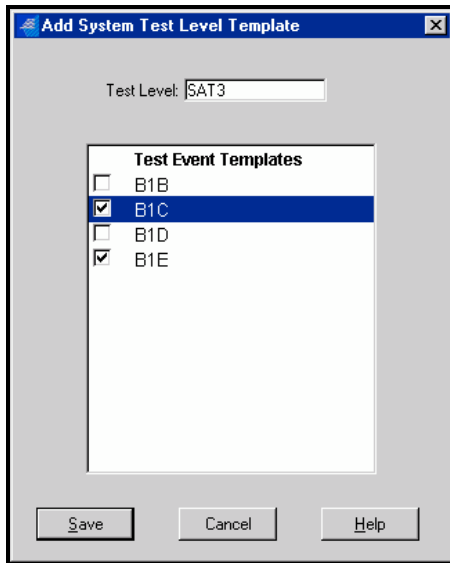 Add System Test Level Template
Test Level: SAT3
Test Event Templates
B1B
B1C
B1D
B1E
Save Cancel Help